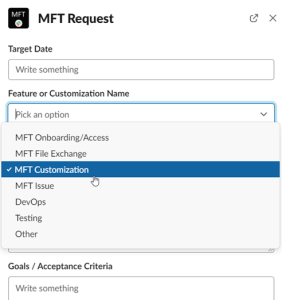 MFT
MFT Request
Target Date
Write something
Feature or Customization Name
Pick an option
MFT Onboarding/Access
MFT File Exchange
MFT Customization
MFT Issue
DevOps
Testing
Other
Goals / Acceptance Criteria
Write something